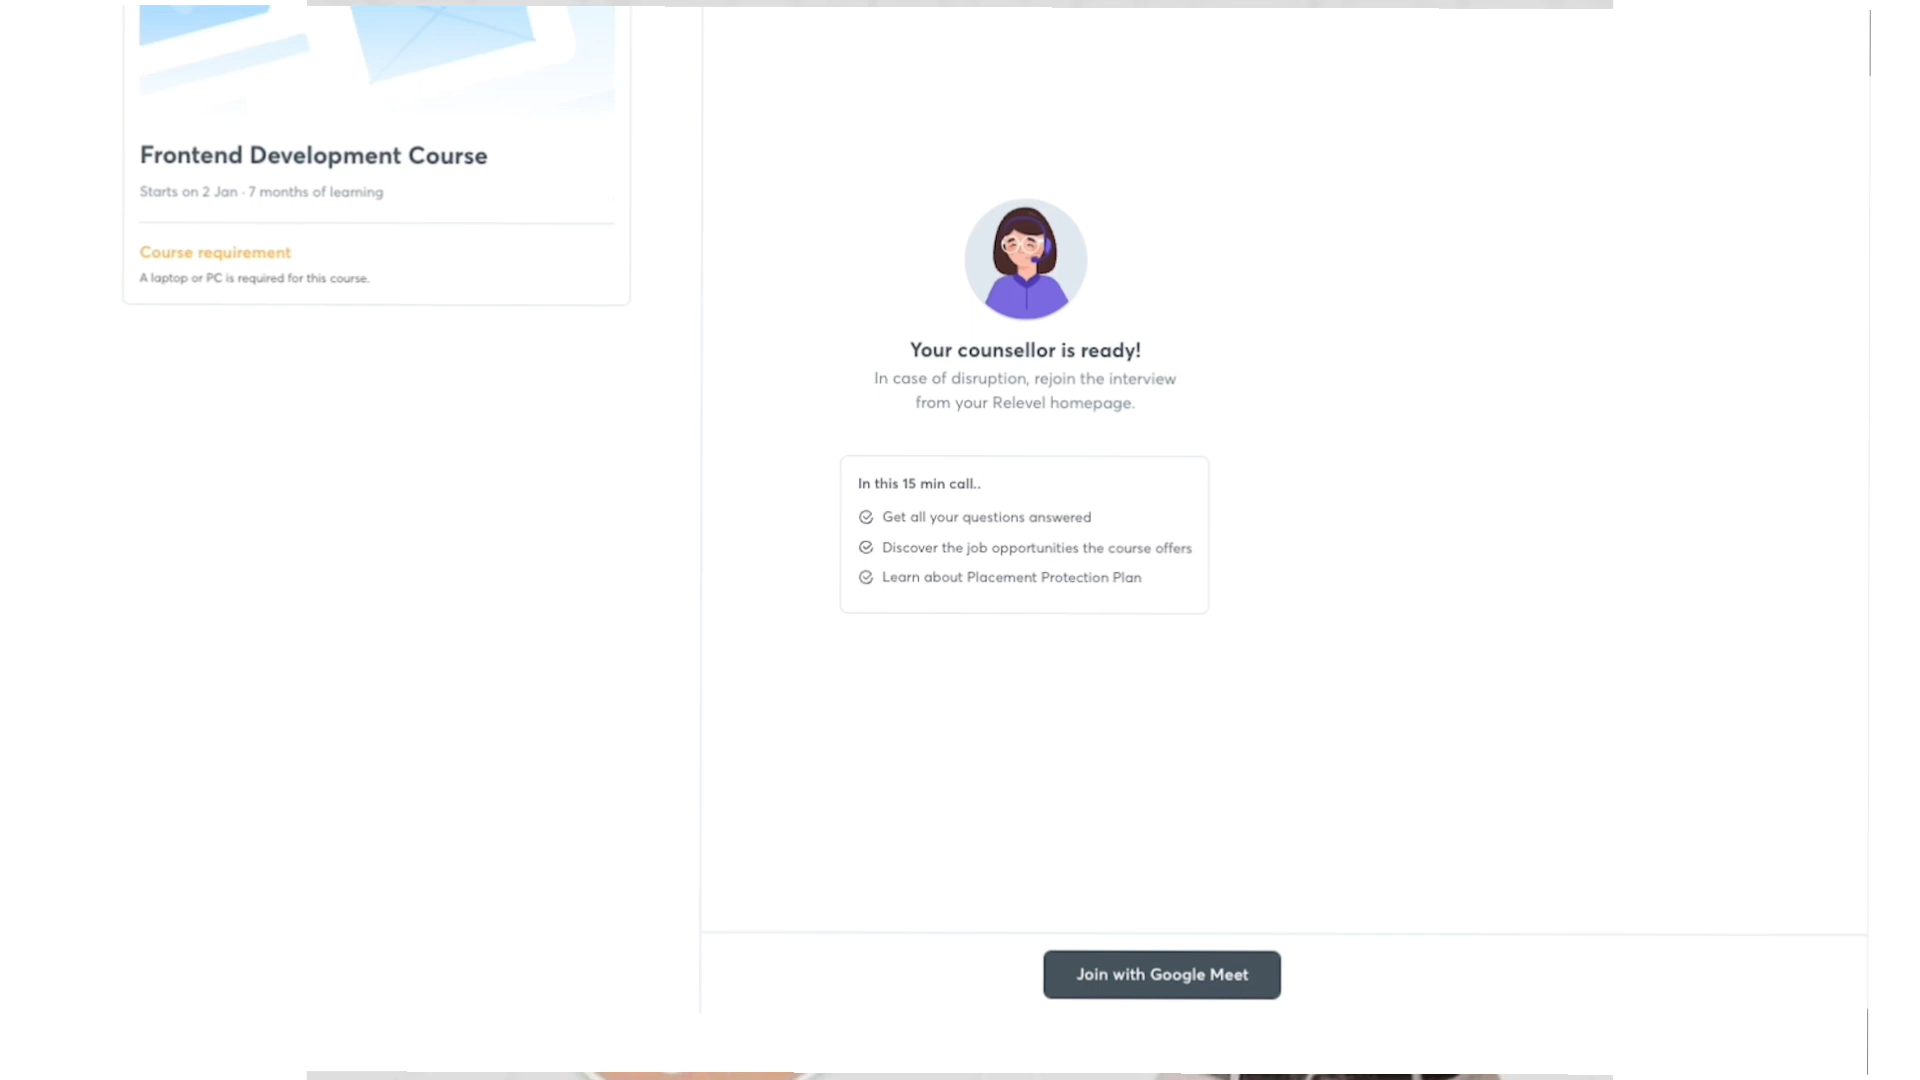 Frontend Development Course
Starts on 2 Jan · 7 months of learning
Course requirement
A laptop or PC is required for this course.
Your counsellor is ready!
In case of disruption, rejoin the interview
from your Relevel homepage.
In this 15 min call..
Get all your questions answered
Discover the job opportunities the course offers
Learn about Placement Protection Plan
Join with Google Meet